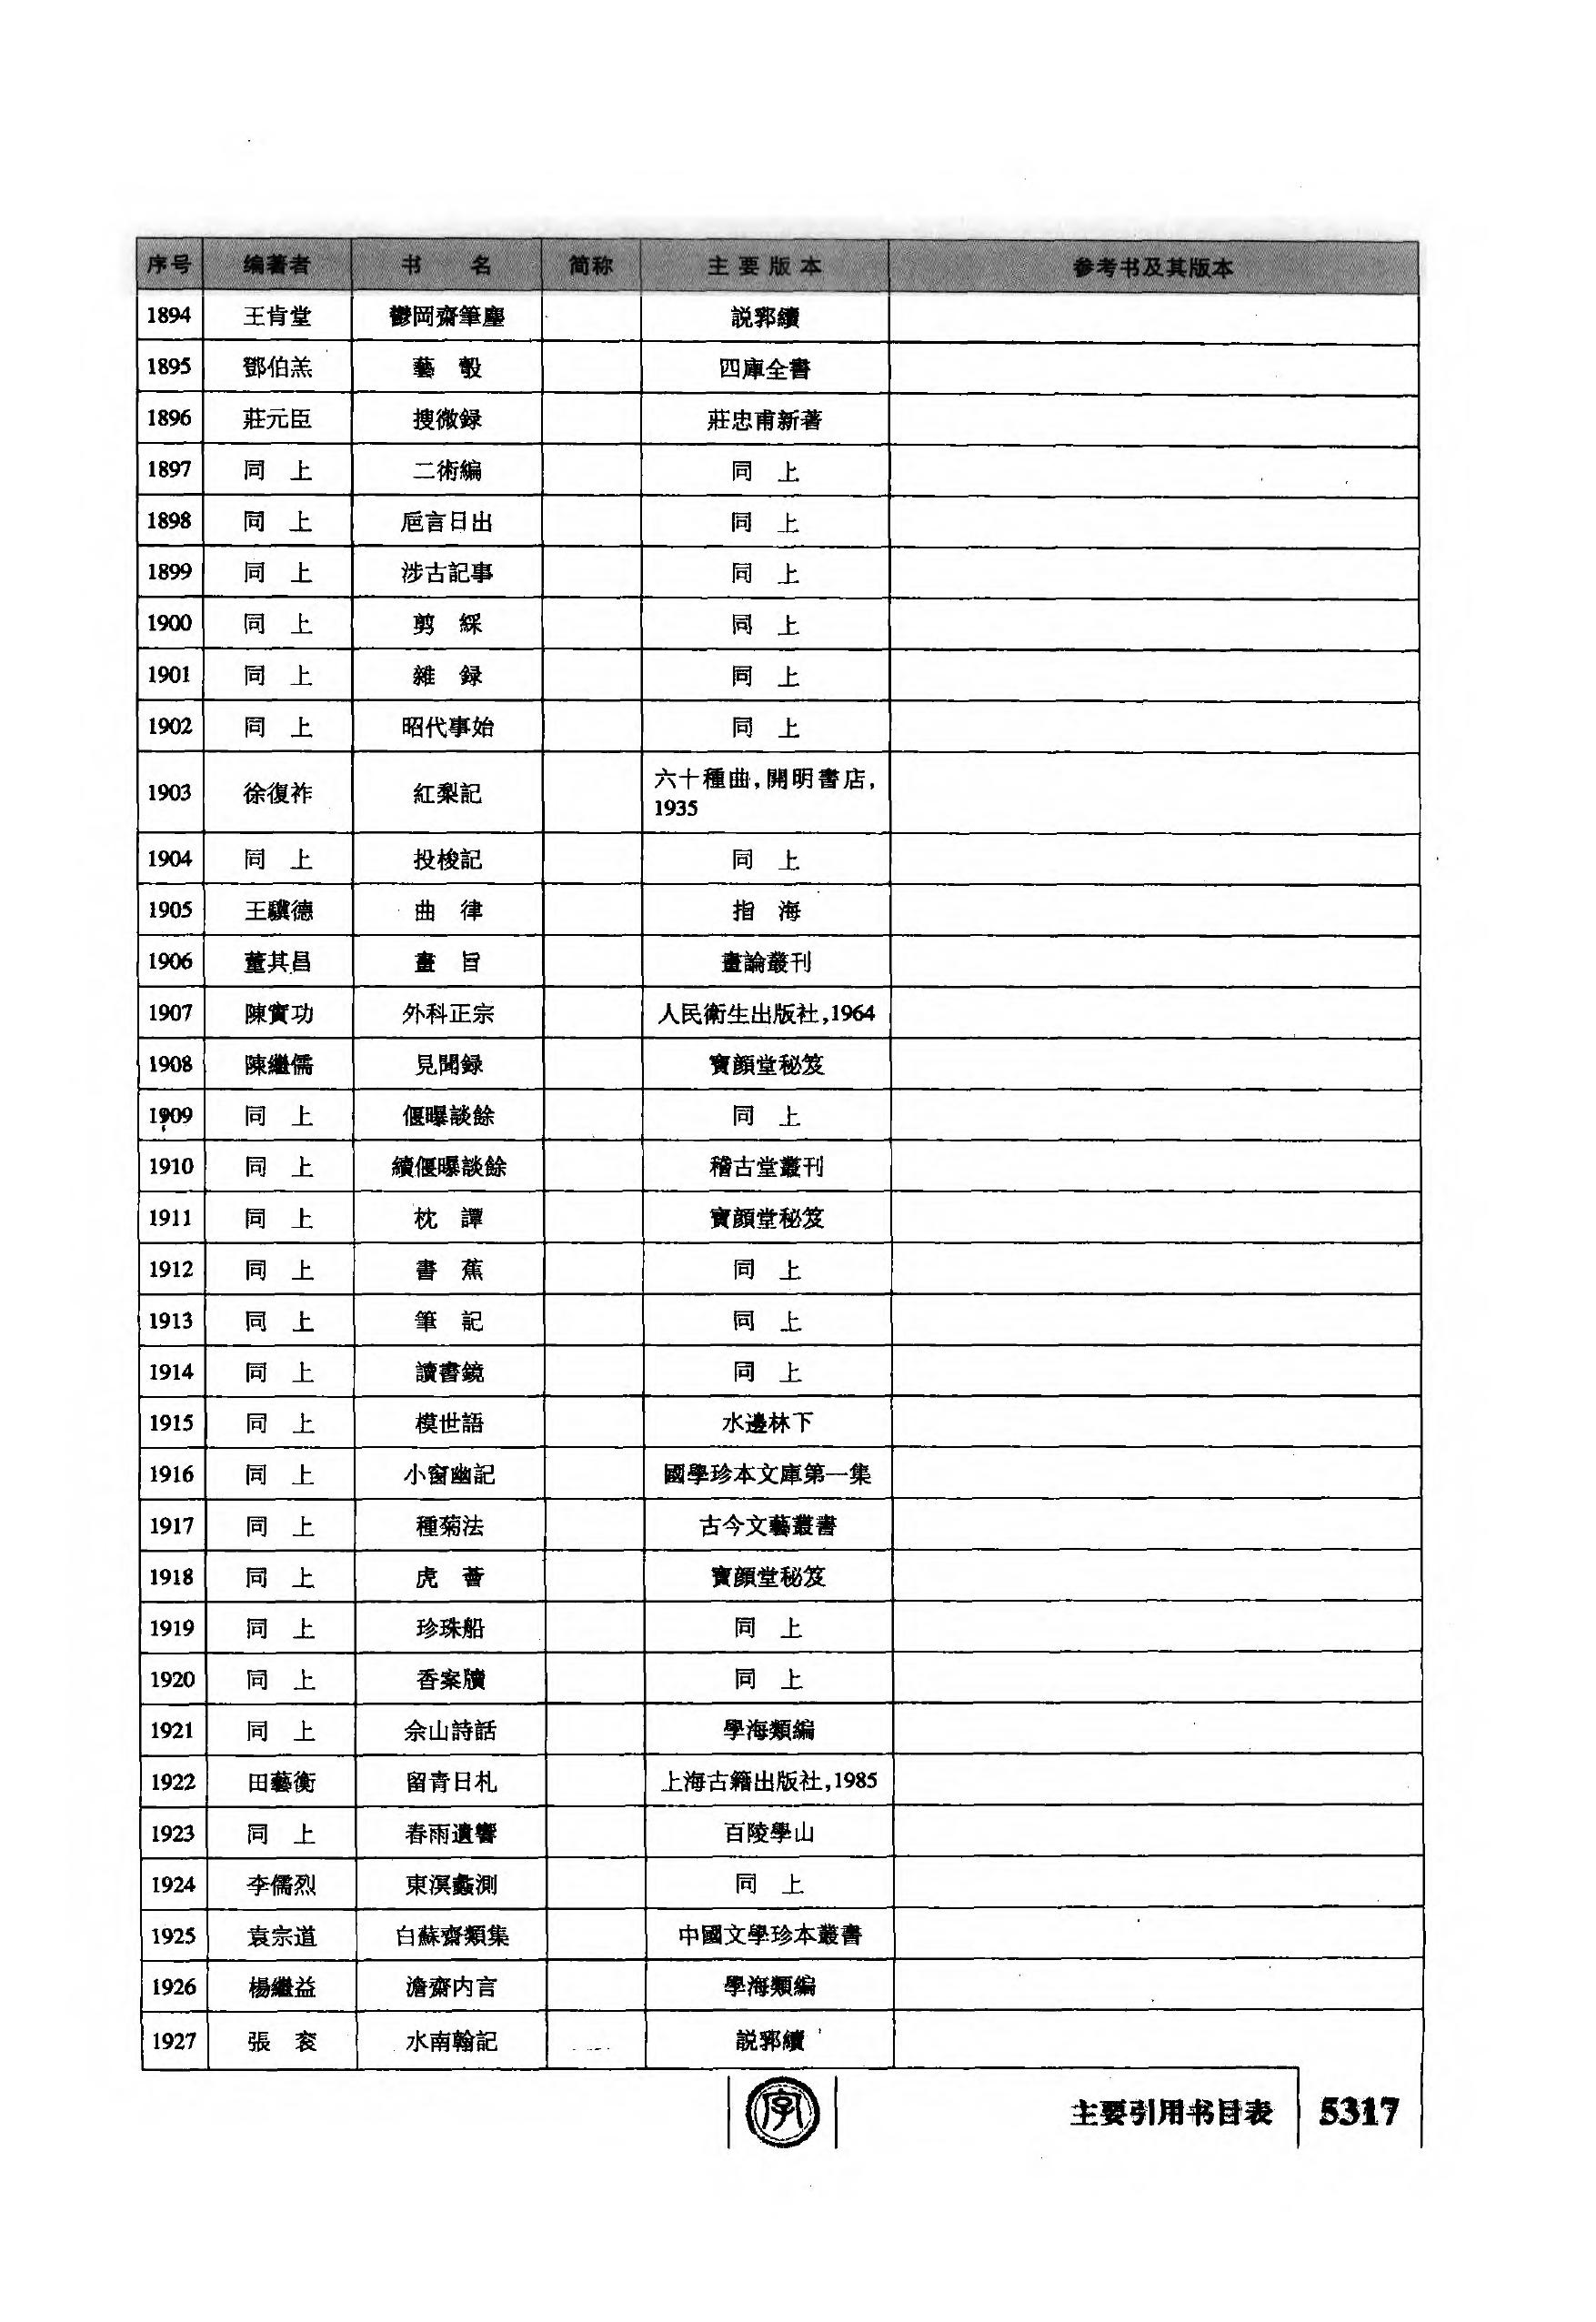 序号 编著者 书 名 简称 主要版本 参考书及其版本
1894 王肯堂 鬱岡齋筆麈 説郛續
1895 鄧伯羔 藝彀 四庫全書
1896 莊元臣 搜微録 莊忠甫新著
1897 同上 二術編 同上
1898 同上 巵言日出 同上
1899 同上 涉古記事 同上
1900 同上 剪綵 同上
1901 同上 雜録 同上
1902 同上 昭代事始 同上
1903 徐復祚 紅梨記 六十種曲,開明書店,
1935
1904 同上 投梭記 同上
1905 王驥德 曲律 指海
1906 董其昌 畫旨 畫論叢刊
1907 陳實功 外科正宗 人民衛生出版社,1964
1908 陳繼儒 見聞録 寶顔堂秘笈
1909 同上 偃曝談餘 同上
1910 同上 續偃曝談餘 稽古堂叢刊
1911 同上 枕譚 寶顔堂秘笈
1912 同上 書蕉 同上
1913 同上 筆記 同上
1914 同上 讀書鏡 同上
1915 同上 模世語 水邊林下
1916 同上 小窗幽記 國學珍本文庫第一集
1917 同上 種菊法 古今文藝叢書
1918 同上 虎薈 寶顔堂秘笈
1919 同上 珍珠船 同上
1920 同上 香案牘 同上
1921 同上 佘山詩話 學海類編
1922 田藝衡 留青日札 上海古籍出版社,1985
1923 同上 春雨遺響 百陵學山
1924 李儒烈 東溟蠡測 同上
1925 袁宗道 白蘇齋類集 中國文學珍本叢書
1926 楊繼益 澹齋内言 學海類編
1927 張衮 水南翰記 説郛續
字
主要引用书目表 5317